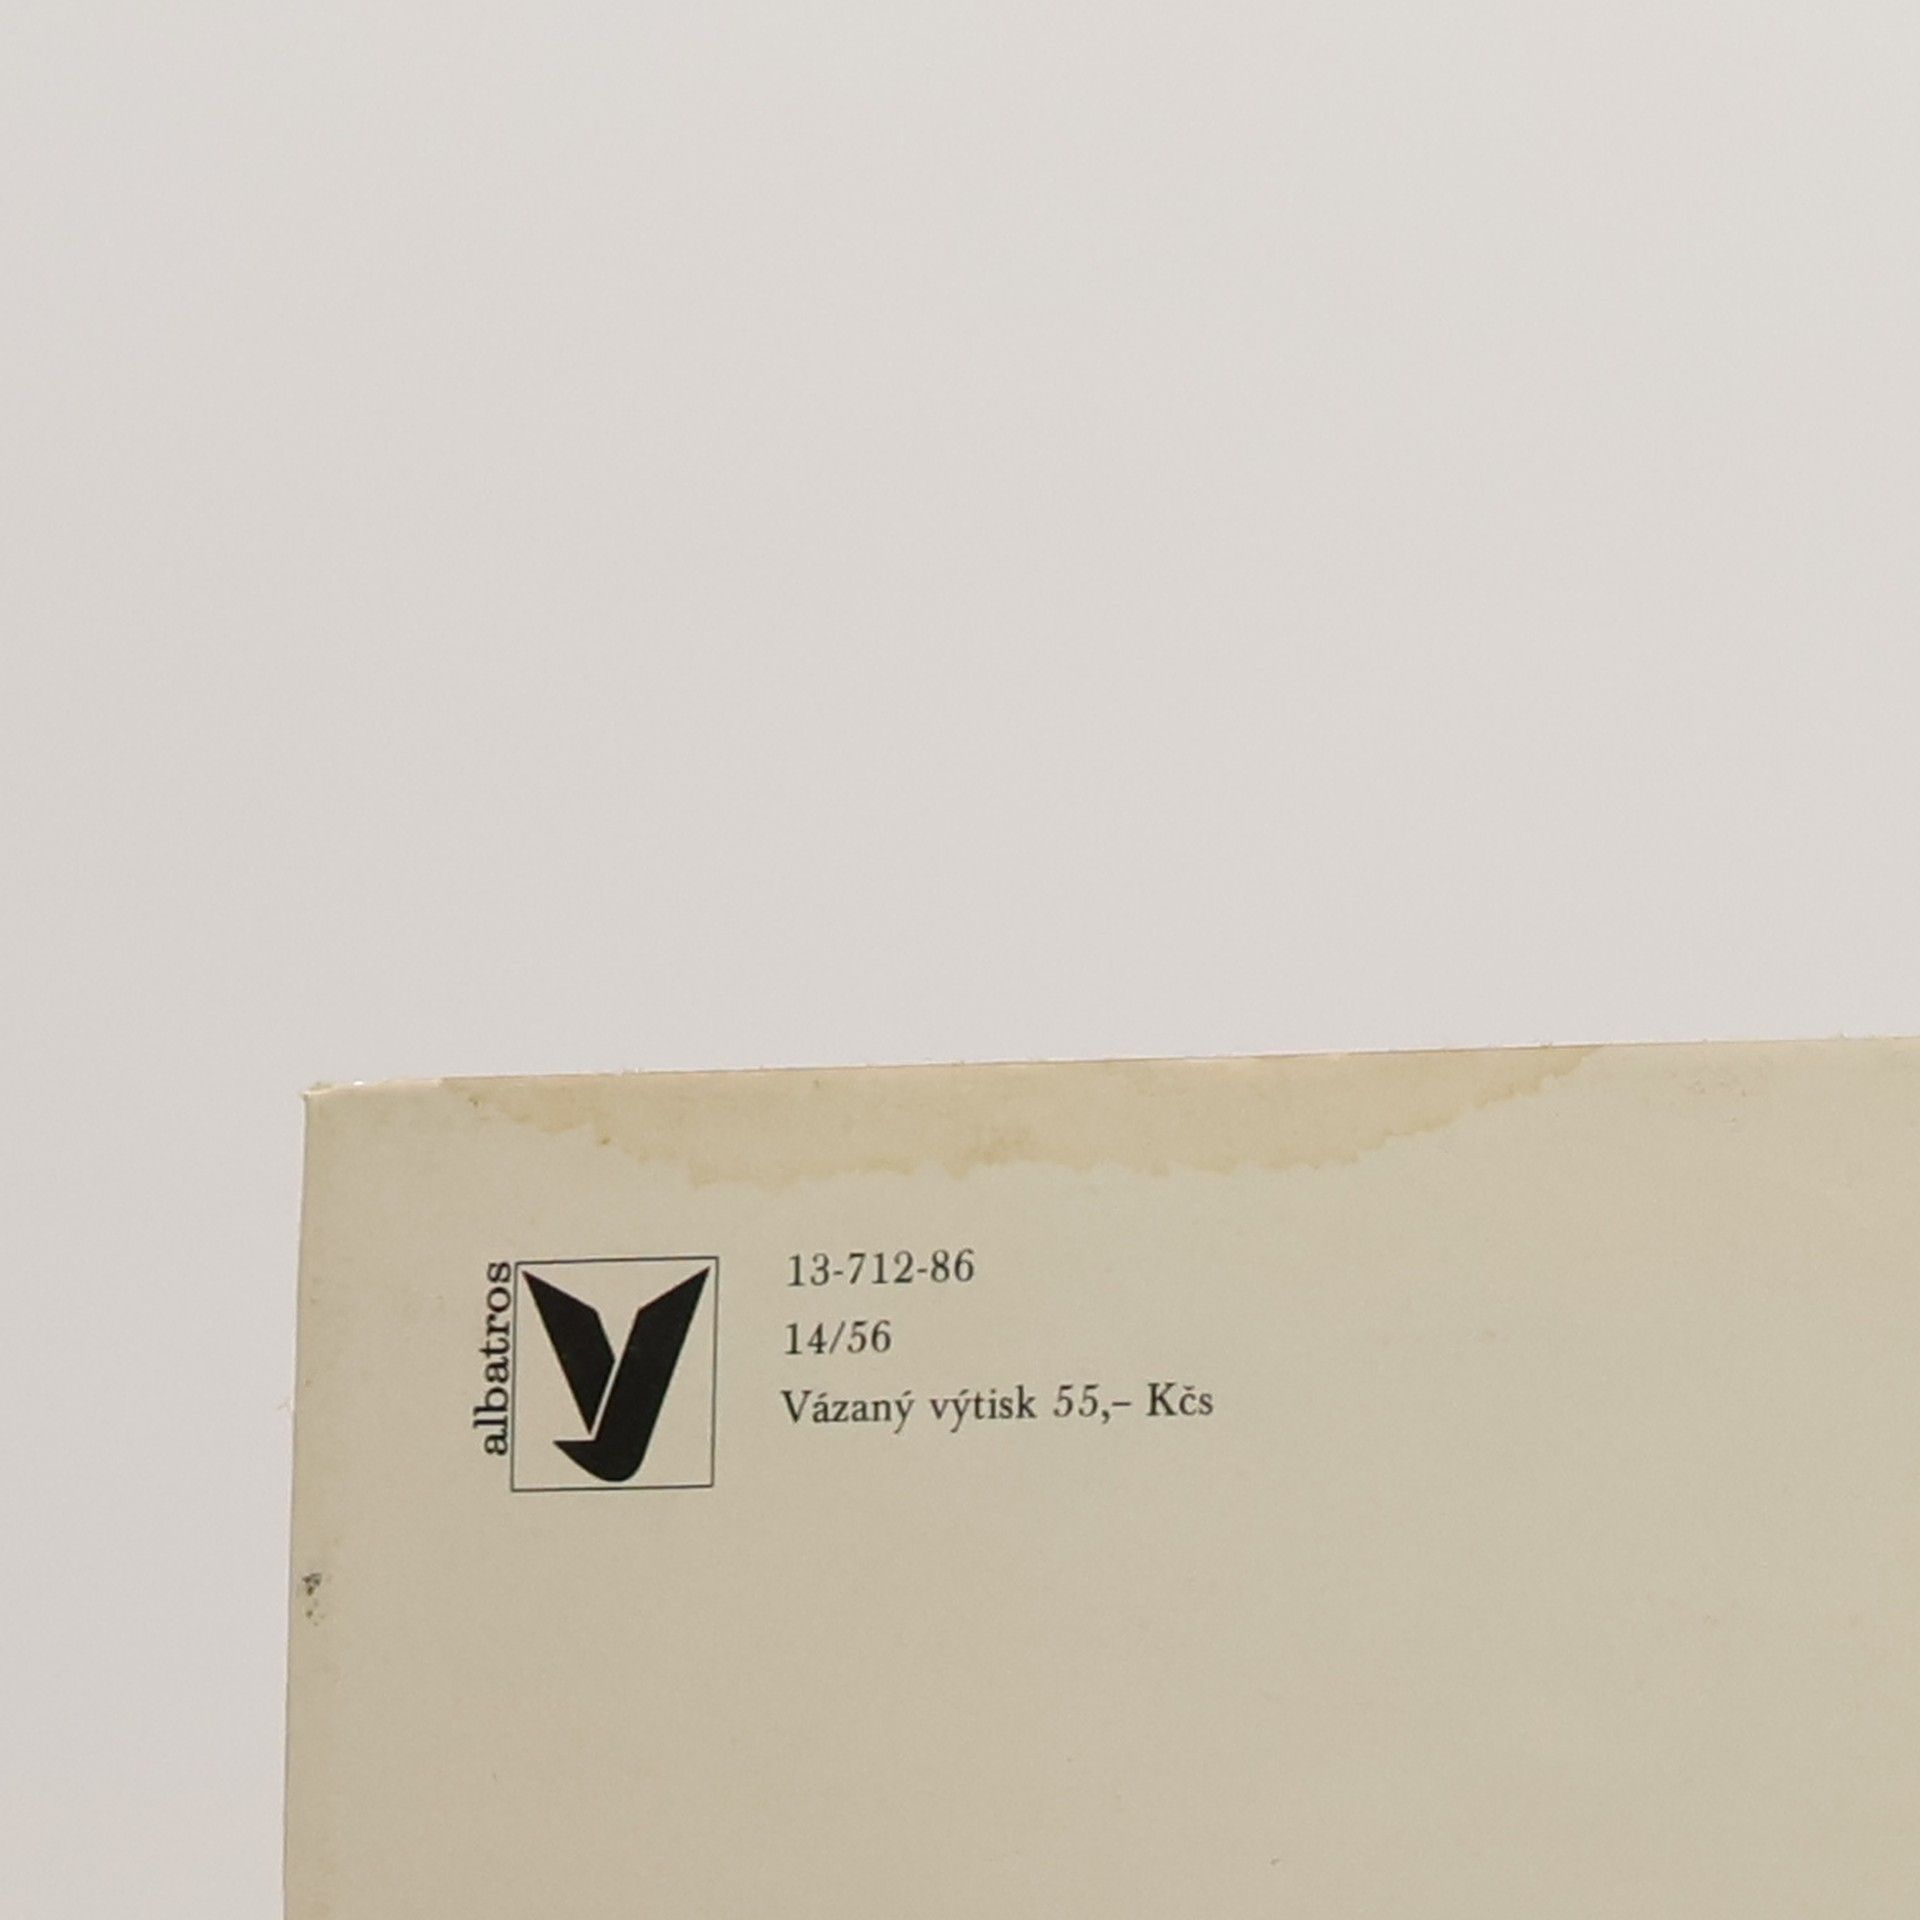 albatros
13-712-86
14/56
Vázaný výtisk 55,– Kčs